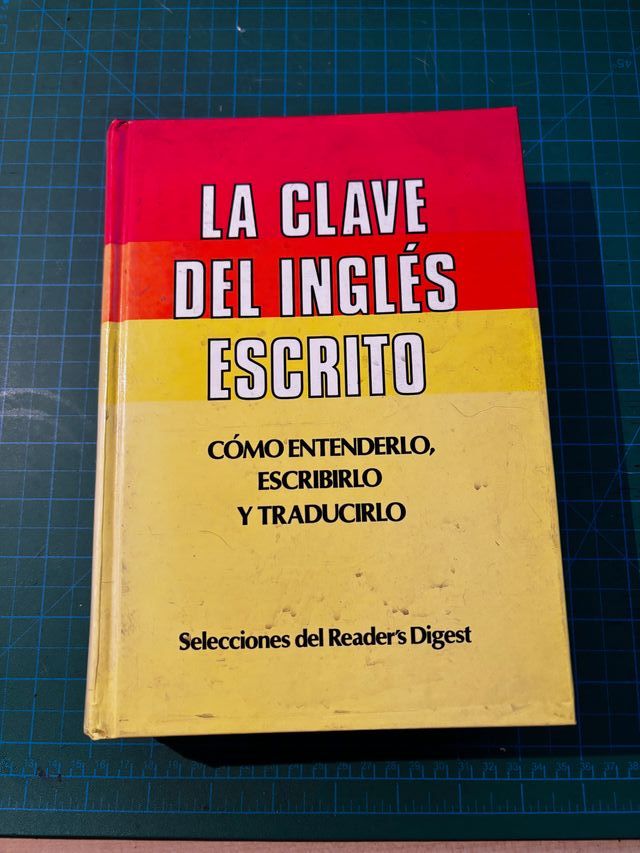 LA CLAVE
DEL INGLÉS
ESCRITO
CÓMO ENTENDERLO,
ESCRIBIRLO
Y TRADUCIRLO
Selecciones del Reader's Digest